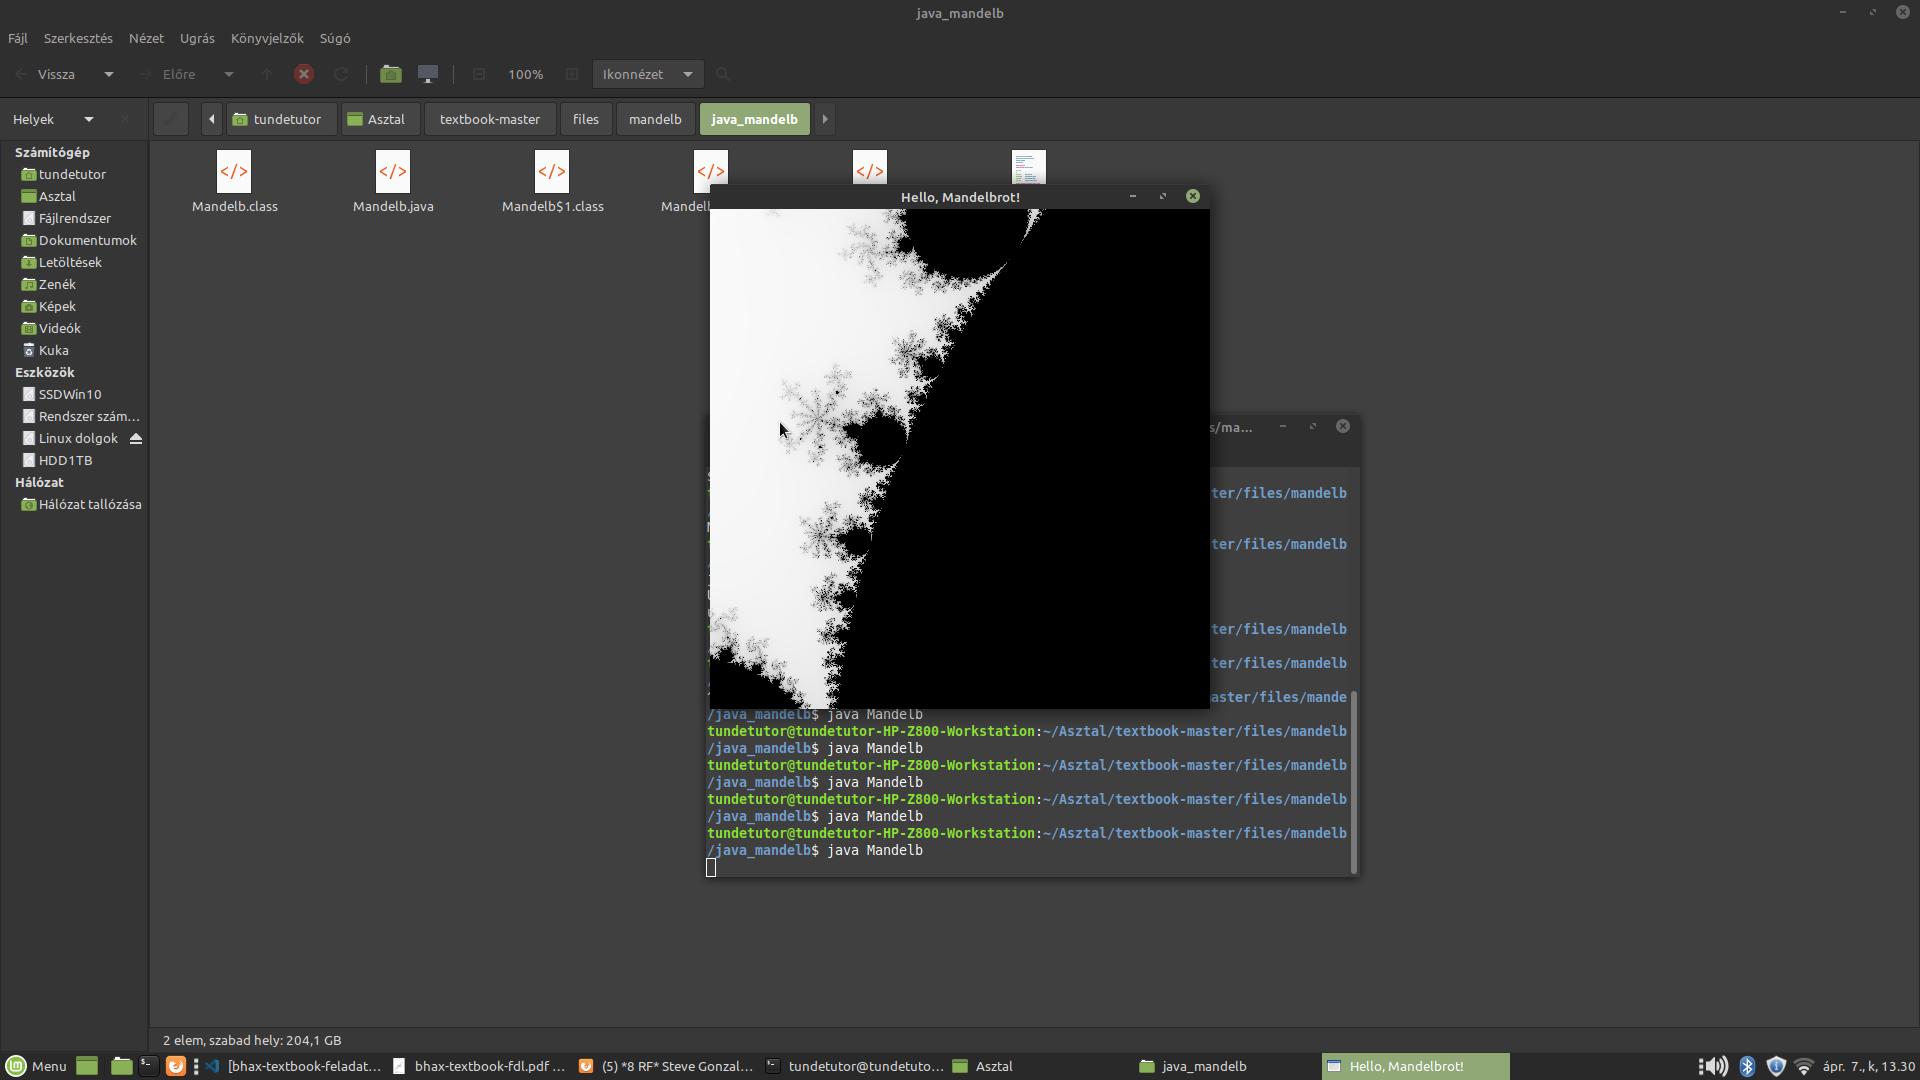 java_mandelb
Fájl Szerkesztés Nézet Ugrás Könyvjelzők Súgó
Vissza Előre 100% Ikonnézet
Helyek tundetutor Asztal textbook-master files mandelb java_mandelb
Számítógép
tundetutor
Asztal
Fájlrendszer
Dokumentumok
Letöltések
Zenék
Képek
Videók
Kuka
Eszközök
SSDWin10
Rendszer szám...
Linux dolgok
HDD1TB
Hálózat
Hálózat tallózása
Mandelb.class Mandelb.java Mandelb$1.class Mandelb
Hello, Mandelbrot!
s/ma...
ter/files/mandelb
ter/files/mandelb
ter/files/mandelb
ter/files/mandelb
aster/files/mande
/java_mandelb$ java Mandelb
tundetutor@tundetutor-HP-Z800-Workstation:~/Asztal/textbook-master/files/mandelb
/java_mandelb$ java Mandelb
tundetutor@tundetutor-HP-Z800-Workstation:~/Asztal/textbook-master/files/mandelb
/java_mandelb$ java Mandelb
tundetutor@tundetutor-HP-Z800-Workstation:~/Asztal/textbook-master/files/mandelb
/java_mandelb$ java Mandelb
tundetutor@tundetutor-HP-Z800-Workstation:~/Asztal/textbook-master/files/mandelb
/java_mandelb$ java Mandelb
2 elem, szabad hely: 204,1 GB
Menu [bhax-textbook-feladat... bhax-textbook-fdl.pdf ... (5) *8 RF* Steve Gonzal... tundetutor@tundetuto... Asztal java_mandelb Hello, Mandelbrot! ápr. 7., k, 13.30